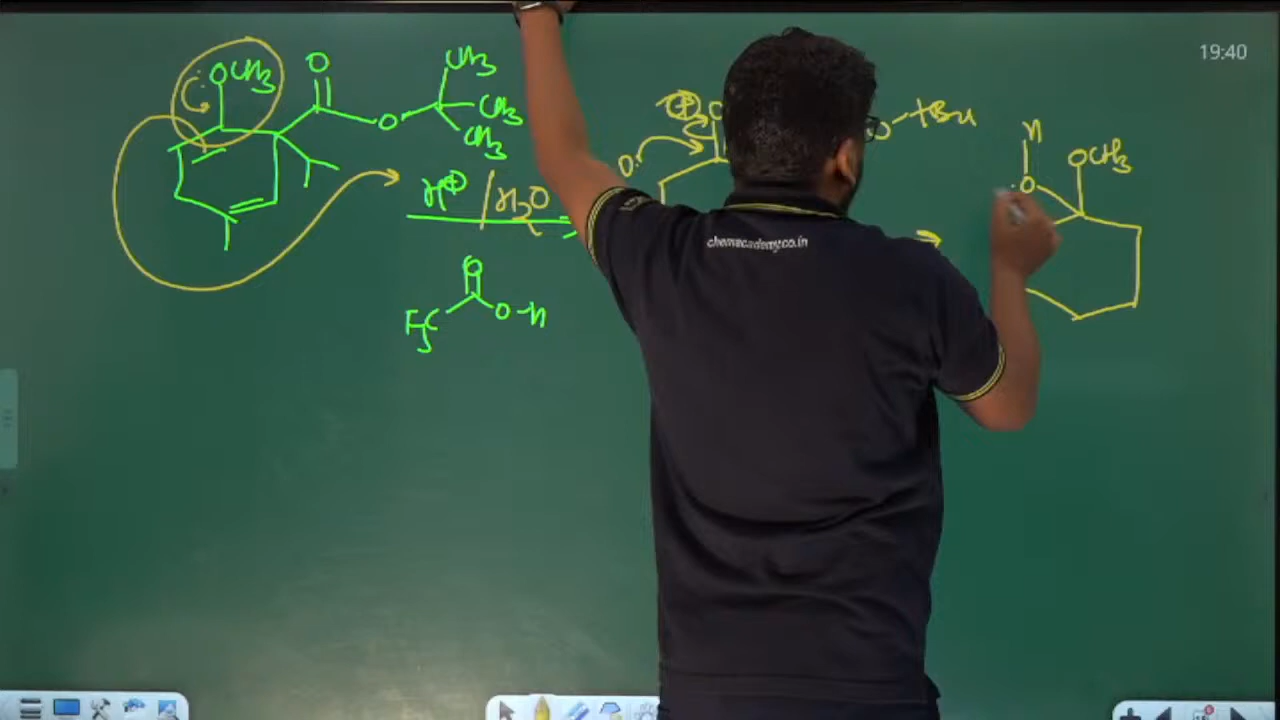 19:40
OCH3
O
CH3
CH3
CH3
O
H⊕ / H2O
O
F3C
O-H
⊕
O:
O-tBu
H
O
OCH3
chemacademy.co.in